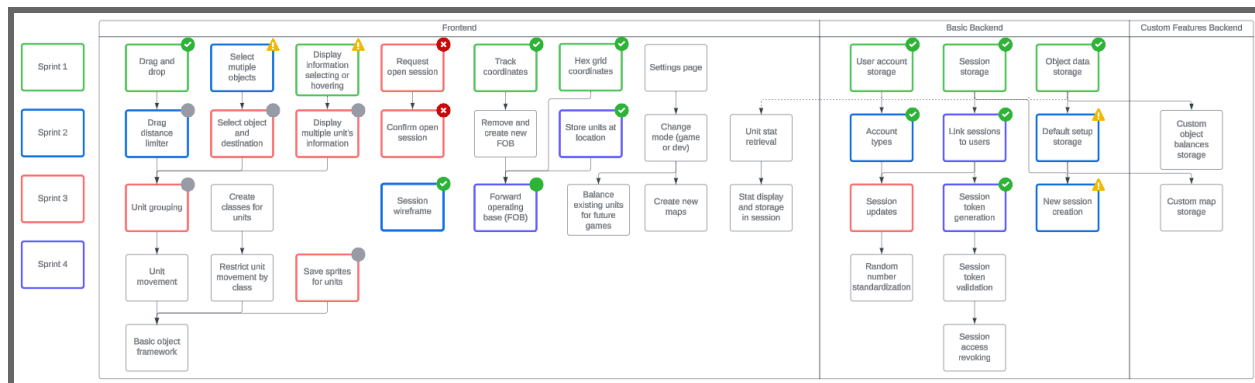 Frontend
Basic Backend
Custom Features Backend
Sprint 1
Sprint 2
Sprint 3
Sprint 4
Drag and
drop
Select
mutiple
objects
Display
information
selecting or
hovering
Request
open session
Track
coordinates
Hex grid
coordinates
Settings page
User account
storage
Session
storage
Object data
storage
Drag
distance
limiter
Select object
and
destination
Display
multiple unit's
information
Confirm open
session
Remove and
create new
FOB
Store units at
location
Change
mode (game
or dev)
Unit stat
retrieval
Account
types
Link sessions
to users
Default setup
storage
Custom
object
balances
storage
Unit grouping
Create
classes for
units
Session
wireframe
Forward
operating
base (FOB)
Balance
existing units
for future
games
Create new
maps
Stat display
and storage
in session
Session
updates
Session
token
generation
New session
creation
Custom map
storage
Unit
movement
Restrict unit
movement by
class
Save sprites
for units
Random
number
standardization
Session
token
validation
Basic object
framework
Session
access
revoking